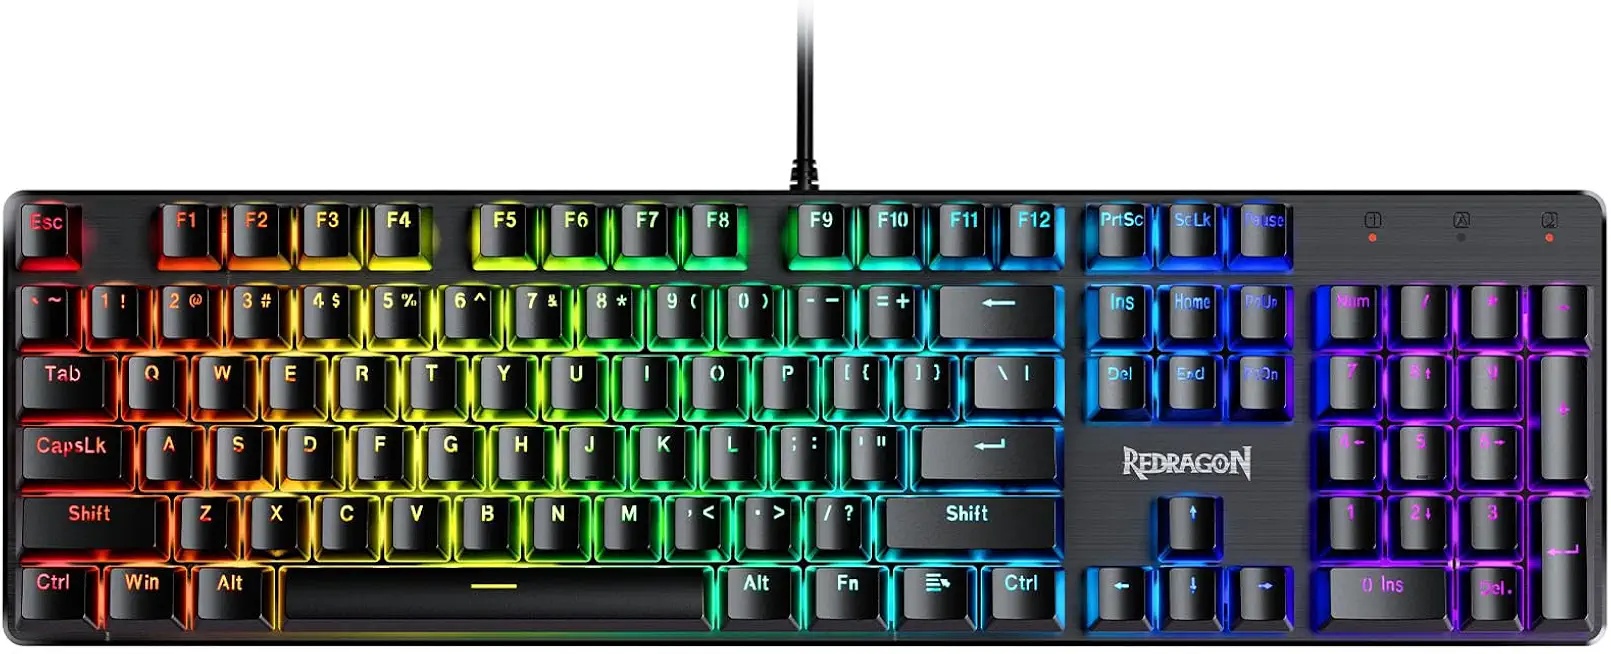 Esc F1 F2 F3 F4 F5 F6 F7 F8 F9 F10 F11 F12 PrtSc ScLk Pause 1 A
` ~ 1 ! 2 @ 3 # 4 $ 5 % 6 ^ 7 & 8 * 9 ( 0 ) - – = + ← Ins Home PgUp Num / * -
Tab Q W E R T Y U I O P [ { ] } \ | Del End PgDn 7 8↑ 9 +
CapsLk A S D F G H J K L ; : ' " ↵ REDRAGON 4← 5 6→
Shift Z X C V B N M , < . > / ? Shift ↑ 1 2↓ 3 ↵
Ctrl Win Alt — Alt Fn Ctrl ← ↓ → 0 Ins Del .